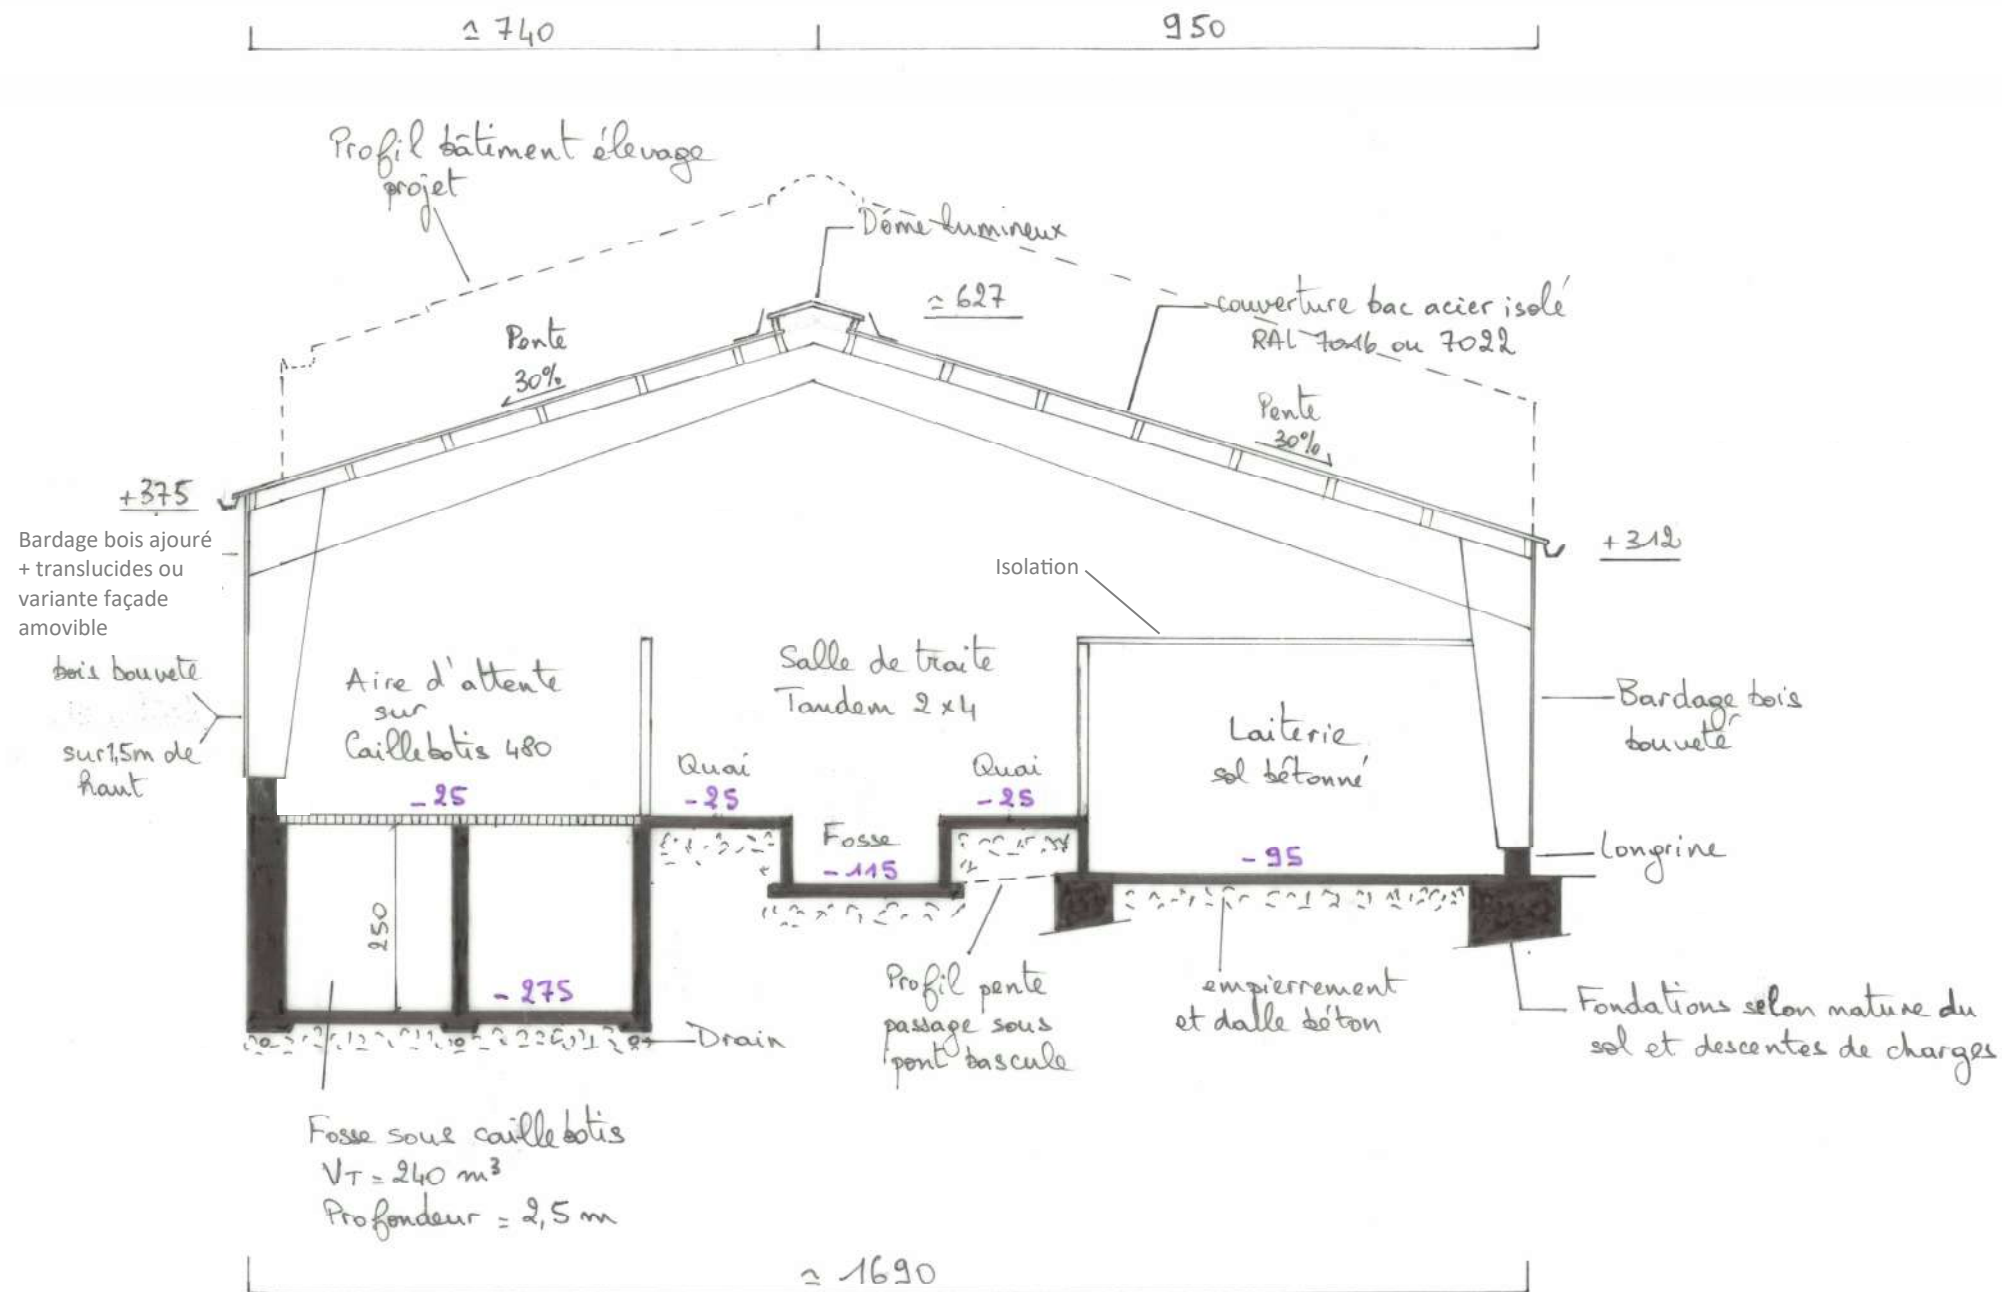 ≃ 740
950
Profil bâtiment élevage
projet
Dôme lumineux
≃ 627
couverture bac acier isolé
RAL 7016 ou 7022
Pente
30%
Pente
30%
+375
+312
Bardage bois ajouré
+ translucides ou
variante façade
amovible
Isolation
bois bouveté
sur 1,5m de
haut
Aire d'attente
sur
Caillebotis 480
-25
Salle de traite
Tandem 2x4
Quai
-25
Quai
-25
Fosse
-115
Laiterie
sol bétonné
-95
Bardage bois
bouveté
Longrine
250
-275
Drain
Profil pente
passage sous
pont bascule
empierrement
et dalle béton
Fondations selon nature du
sol et descentes de charges
Fosse sous caillebotis
VT = 240 m³
Profondeur = 2,5 m
≃ 1690